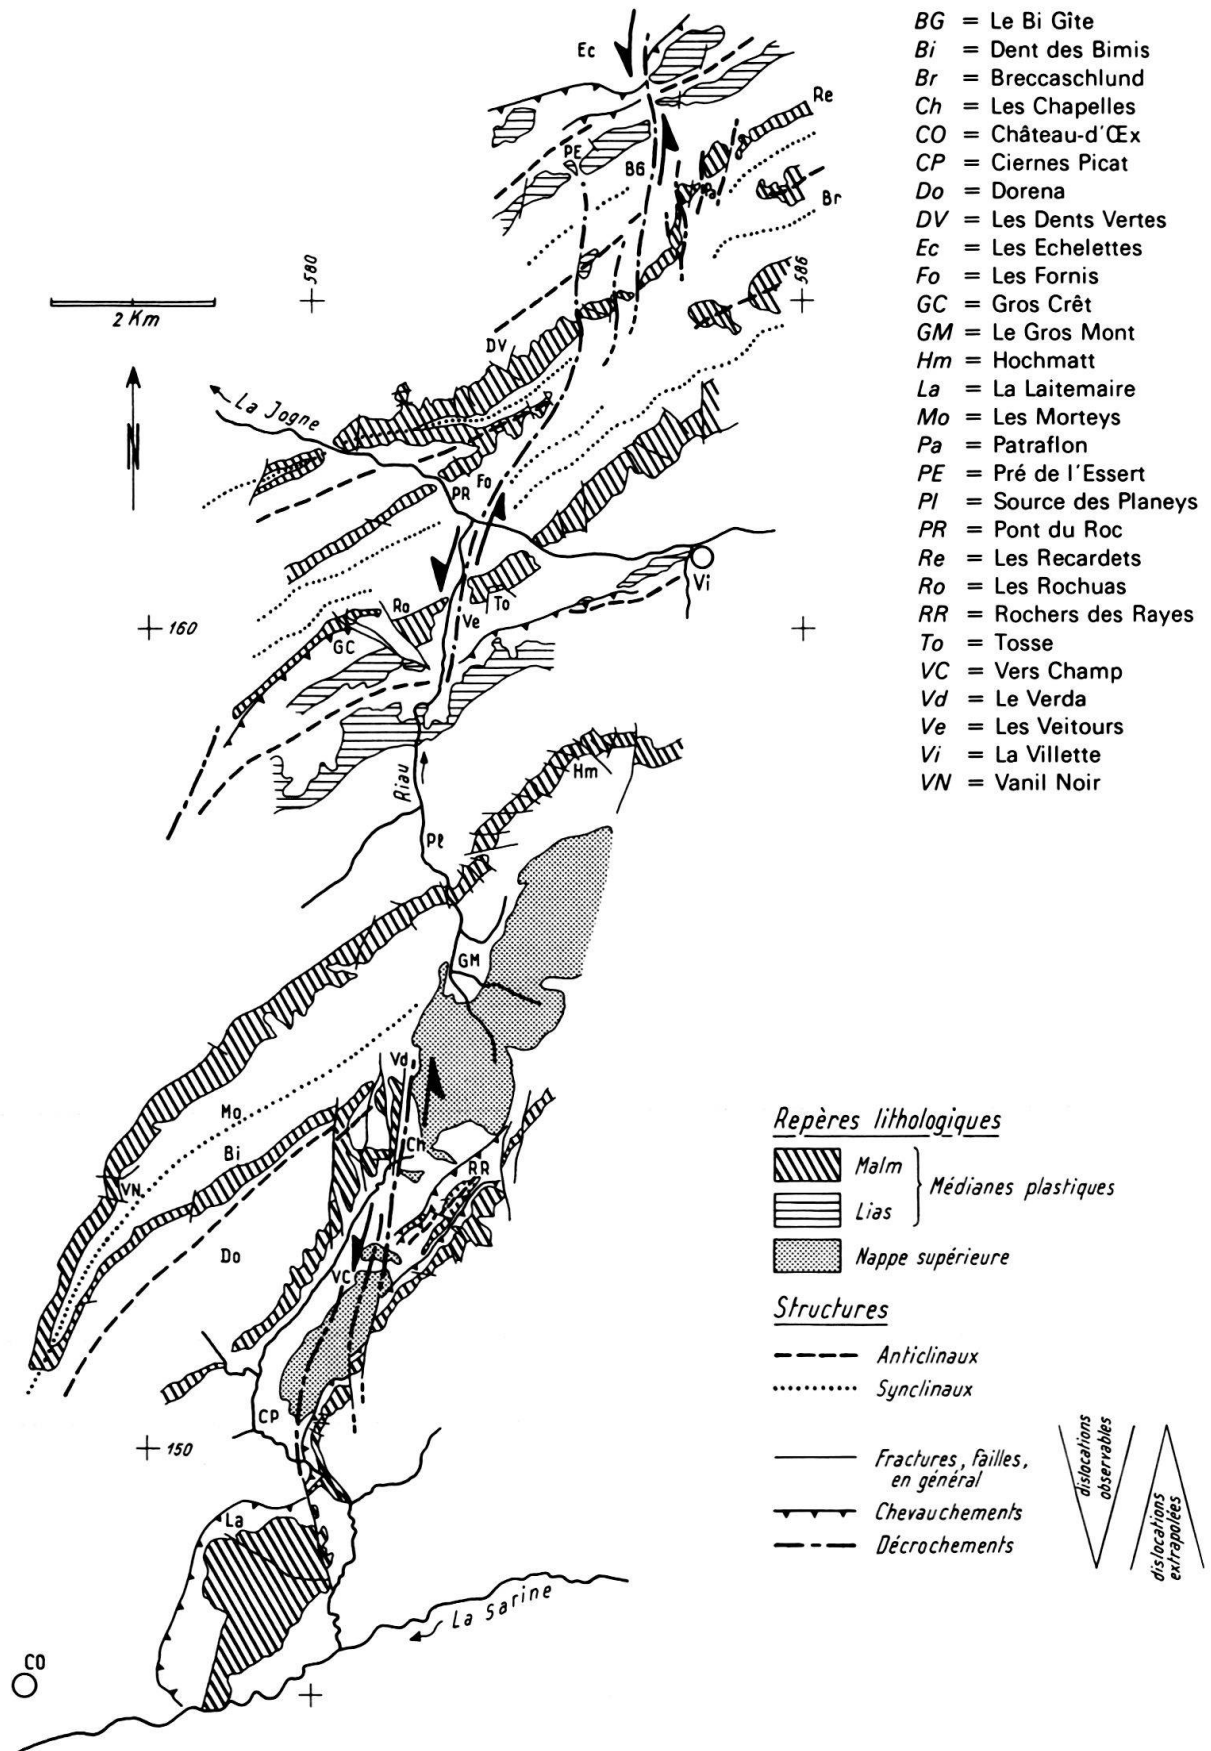 BG = Le Bi Gîte
Bi = Dent des Bimis
Br = Breccaschlund
Ch = Les Chapelles
CO = Château-d'Œx
CP = Ciernes Picat
Do = Dorena
DV = Les Dents Vertes
Ec = Les Echelettes
Fo = Les Fornis
GC = Gros Crêt
GM = Le Gros Mont
Hm = Hochmatt
La = La Laitemaire
Mo = Les Morteys
Pa = Patraflon
PE = Pré de l'Essert
Pl = Source des Planeys
PR = Pont du Roc
Re = Les Recardets
Ro = Les Rochuas
RR = Rochers des Rayes
To = Tosse
VC = Vers Champ
Vd = Le Verda
Ve = Les Veitours
Vi = La Villette
VN = Vanil Noir
Ec
Re
PE
BG
Pa
Br
580
586
2 Km
DV
La Jogne
N
Fo
PR
Vi
Ro
To
Ve
160
GC
Hm
Riau
Pl
GM
Vd
Mo
Bi
Ch
RR
VN
Do
VC
CP
150
La
La Sarine
CO
Repères lithologiques
Malm
Médianes plastiques
Lias
Nappe supérieure
Structures
Anticlinaux
Synclinaux
Fractures, failles,
en général
Chevauchements
Décrochements
dislocations
observables
dislocations
extrapolées